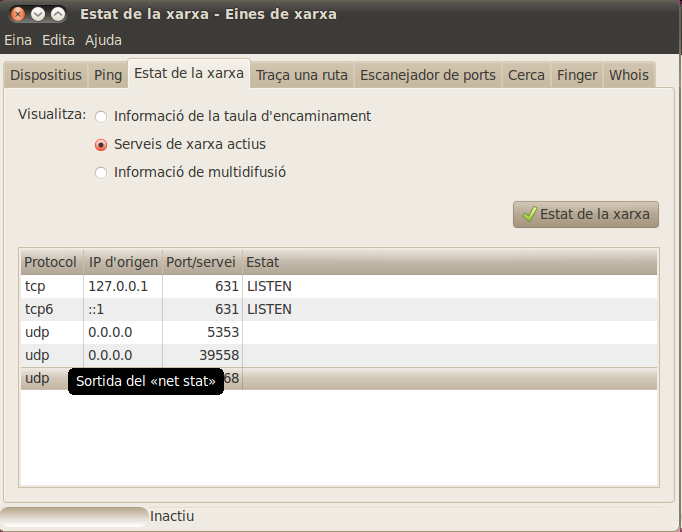 Estat de la xarxa - Eines de xarxa
Eina Edita Ajuda
Dispositius Ping Estat de la xarxa Traça una ruta Escanejador de ports Cerca Finger Whois
Visualitza: Informació de la taula d'encaminament
Serveis de xarxa actius
Informació de multidifusió
Estat de la xarxa
Protocol IP d'origen Port/servei Estat
tcp 127.0.0.1 631 LISTEN
tcp6 ::1 631 LISTEN
udp 0.0.0.0 5353
udp 0.0.0.0 39558
udp Sortida del «net stat» 68
Inactiu